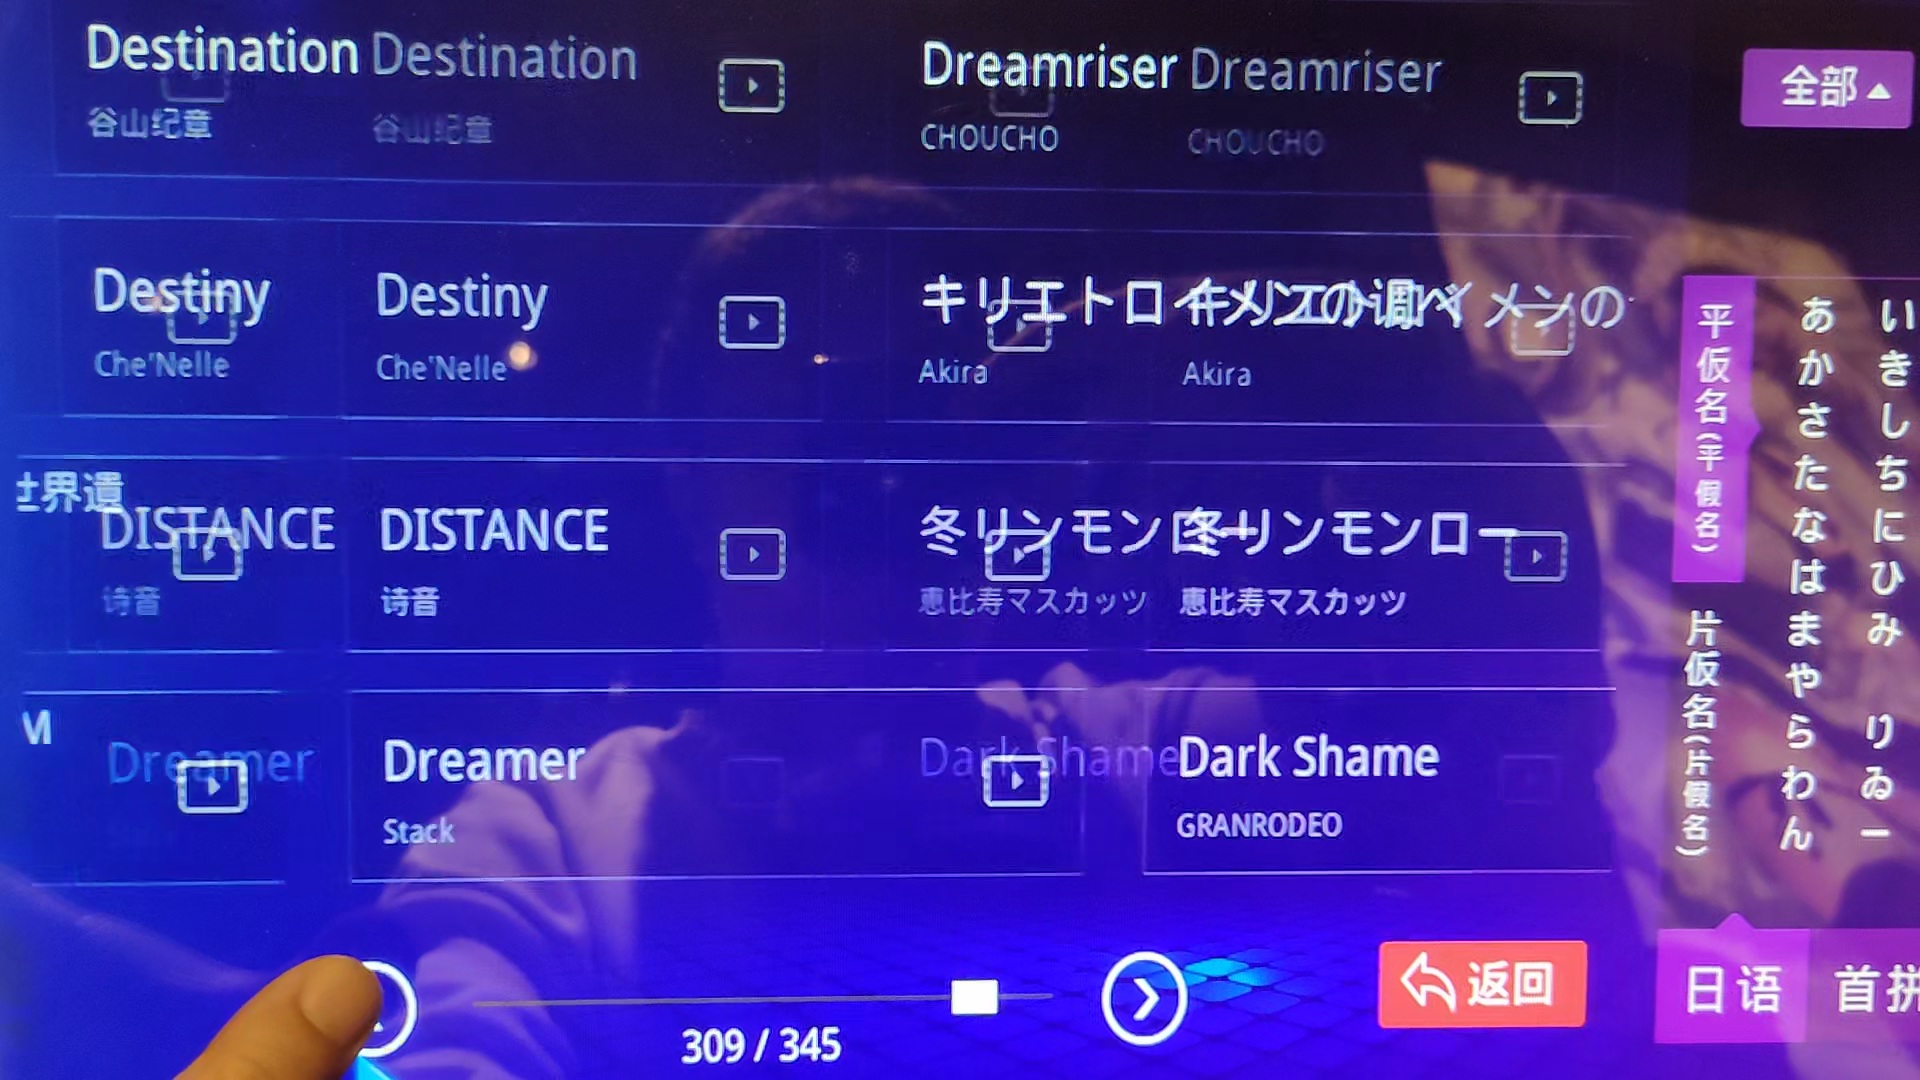 Destination Destination
谷山纪章 谷山纪章
Dreamriser Dreamriser
CHOUCHO CHOUCHO
全部
Destiny Destiny
Che'Nelle Che'Nelle
キリエトロイメンの調べ メンの
Akira Akira
世界遺
DISTANCE DISTANCE
诗音 诗音
冬リンモンロー 冬リンモンロー
恵比寿マスカッツ 恵比寿マスカッツ
M
Dreamer Dreamer
Stack
Dark Shame Dark Shame
GRANRODEO
平仮名(平假名)
片仮名(片假名)
あかさたなはまやらわん
いきしちにひみ りゐー
309 / 345
返回
日语
首拼